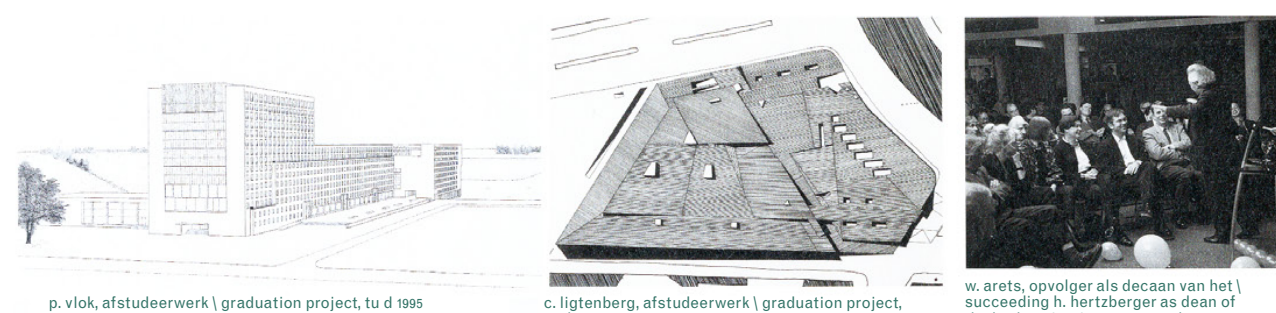 p. vlok, afstudeerwerk \ graduation project, tu d 1995
c. ligtenberg, afstudeerwerk \ graduation project,
w. arets, opvolger als decaan van het \
succeeding h. hertzberger as dean of